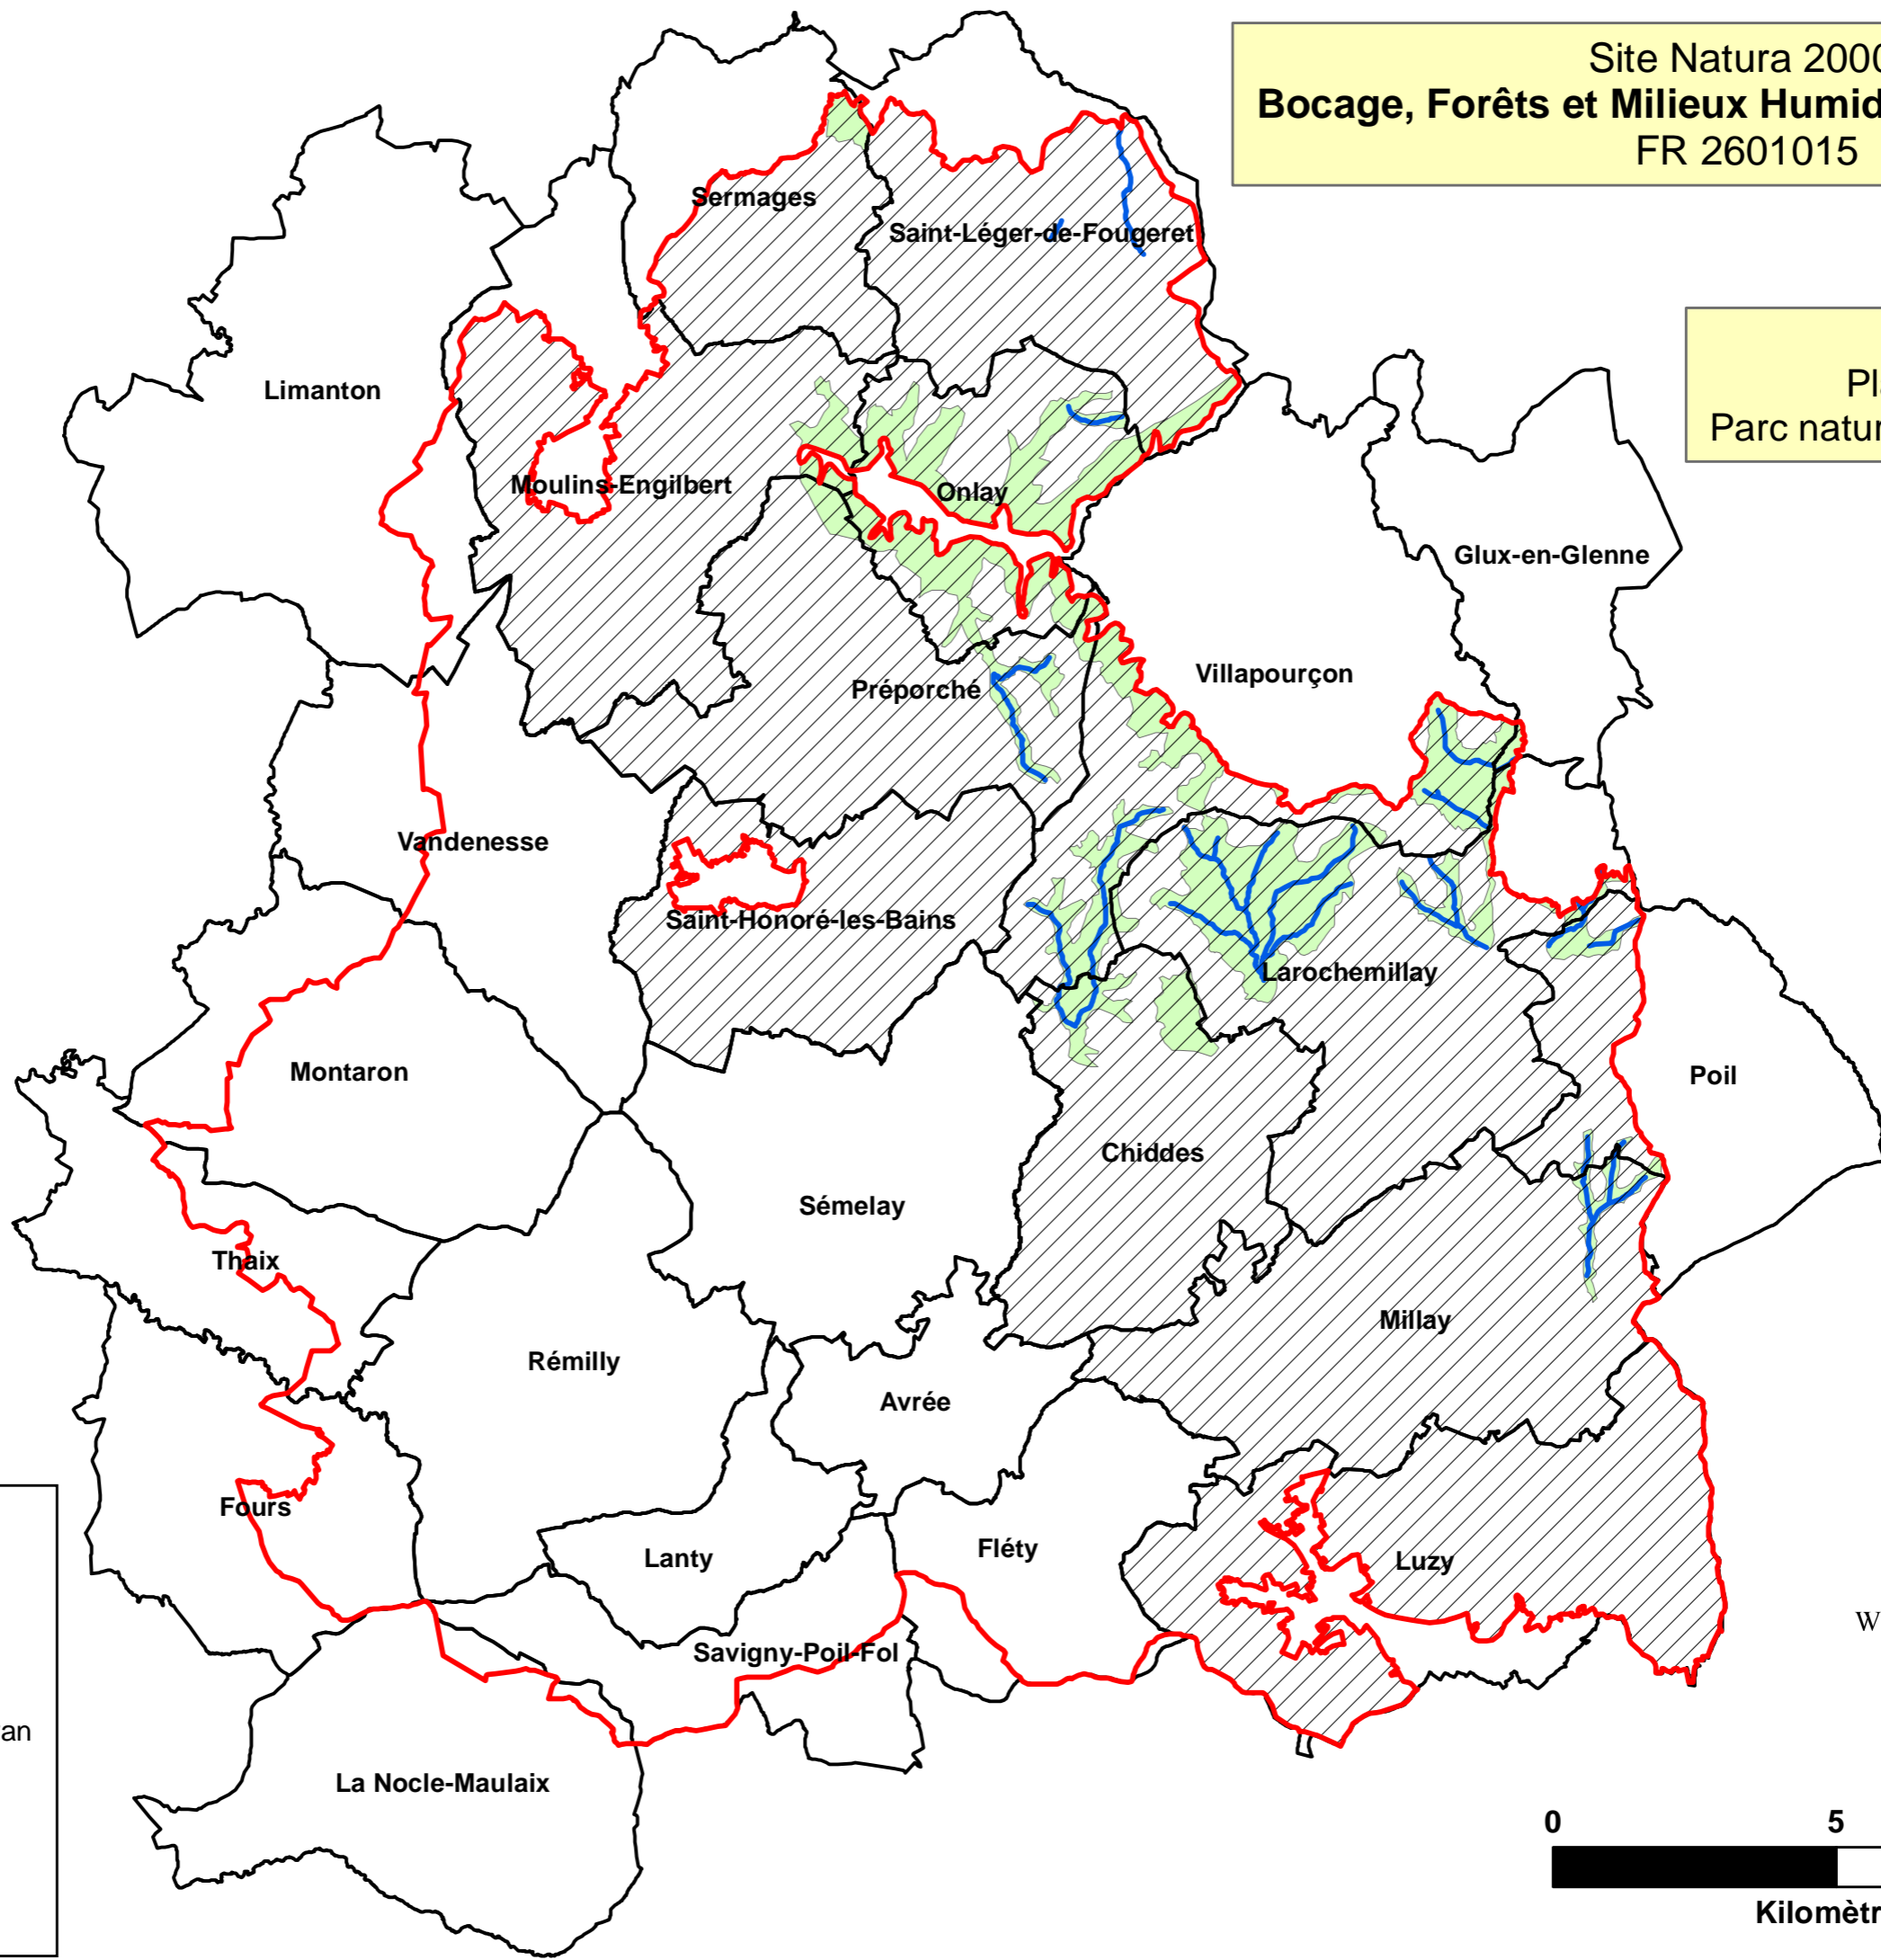 Site Natura 2000
Bocage, Forêts et Milieux Humid
FR 2601015
Pla
Parc natur
Sermages
Saint-Léger-de-Fougeret
Limanton
Moulins-Engilbert
Onlay
Glux-en-Glenne
Villapourçon
Préporché
Vandenesse
Saint-Honoré-les-Bains
Larochemillay
Montaron
Poil
Chiddes
Sémelay
Thaix
Millay
Rémilly
Avrée
Fours
Fléty
Lanty
Luzy
Savigny-Poil-Fol
W
an
La Nocle-Maulaix
0 5
Kilomètr